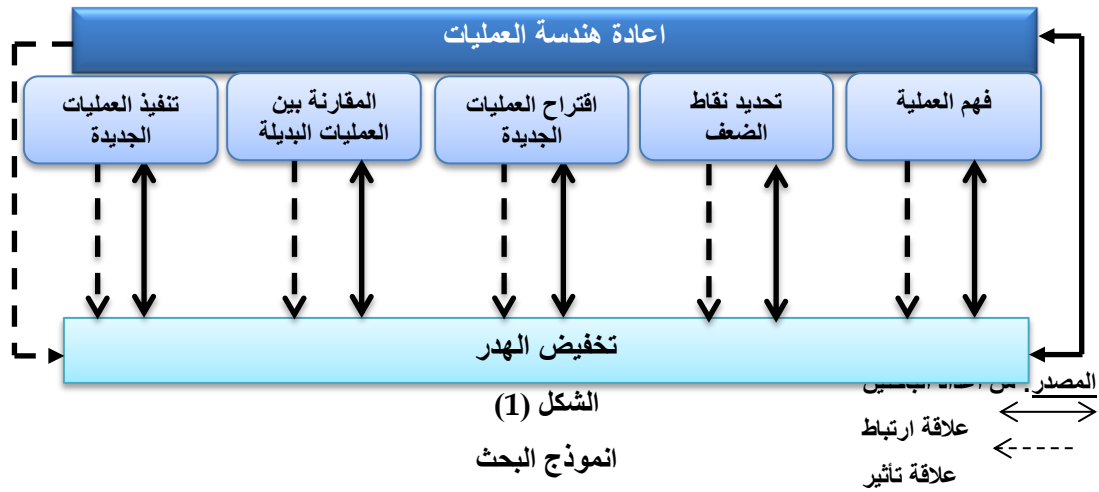 اعادة هندسة العمليات
فهم العملية
تحديد نقاط
الضعف
اقتراح العمليات
الجديدة
المقارنة بين
العمليات البديلة
تنفيذ العمليات
الجديدة
تخفيض الهدر
المصدر:
الشكل (1)
علاقة ارتباط
انموذج البحث
علاقة تأثير